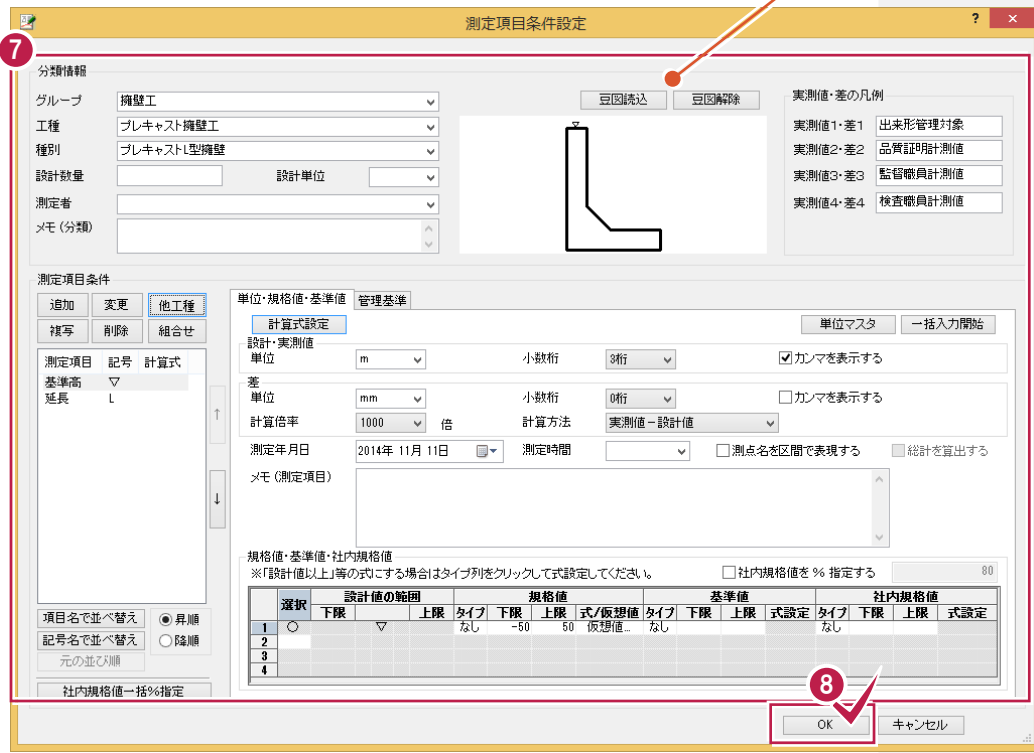 測定項目条件設定
? ×
7
分類情報
グループ 擁壁工
工種 プレキャスト擁壁工
種別 プレキャストL型擁壁
設計数量 設計単位
測定者
メモ(分類)
豆図読込 豆図解除
▽
実測値・差の凡例
実測値1・差1 出来形管理対象
実測値2・差2 品質証明計測値
実測値3・差3 監督職員計測値
実測値4・差4 検査職員計測値
測定項目条件
追加 変更 他工種
複写 削除 組合せ
測定項目 記号 計算式
基準高 ▽
延長 L
↑
↓
項目名で並べ替え 昇順
記号名で並べ替え 降順
元の並び順
社内規格値一括%指定
単位・規格値・基準値 管理基準
計算式設定 単位マスタ 一括入力開始
設計・実測値
単位 m 小数桁 3桁 カンマを表示する
差
単位 mm 小数桁 0桁 カンマを表示する
計算倍率 1000 倍 計算方法 実測値-設計値
測定年月日 2014年 11月 11日 測定時間 測点名を区間で表現する 総計を算出する
メモ(測定項目)
規格値・基準値・社内規格値
※「設計値以上」等の式にする場合はタイプ列をクリックして式設定してください。 社内規格値を % 指定する 80
選択 設計値の範囲 規格値 基準値 社内規格値
下限 上限 タイプ 下限 上限 式/仮想値 タイプ 下限 上限 式設定 タイプ 下限 上限 式設定
1 ○ ▽ なし -50 50 仮想値... なし なし
2
3
4
8
OK キャンセル